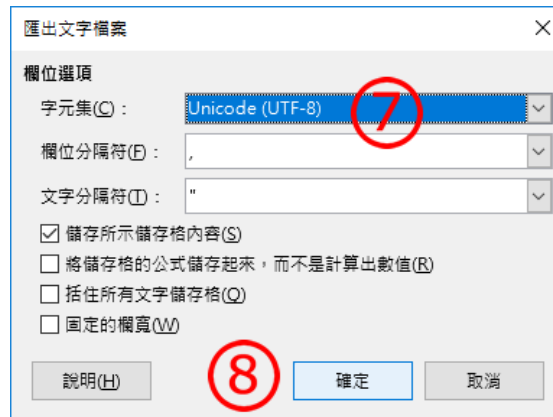 匯出文字檔案
欄位選項
字元集(C)： Unicode (UTF-8) ⑦
欄位分隔符(F)： ,
文字分隔符(T)： "
儲存所示儲存格內容(S)
將儲存格的公式儲存起來，而不是計算出數值(R)
括住所有文字儲存格(Q)
固定的欄寬(W)
說明(H) ⑧ 確定 取消